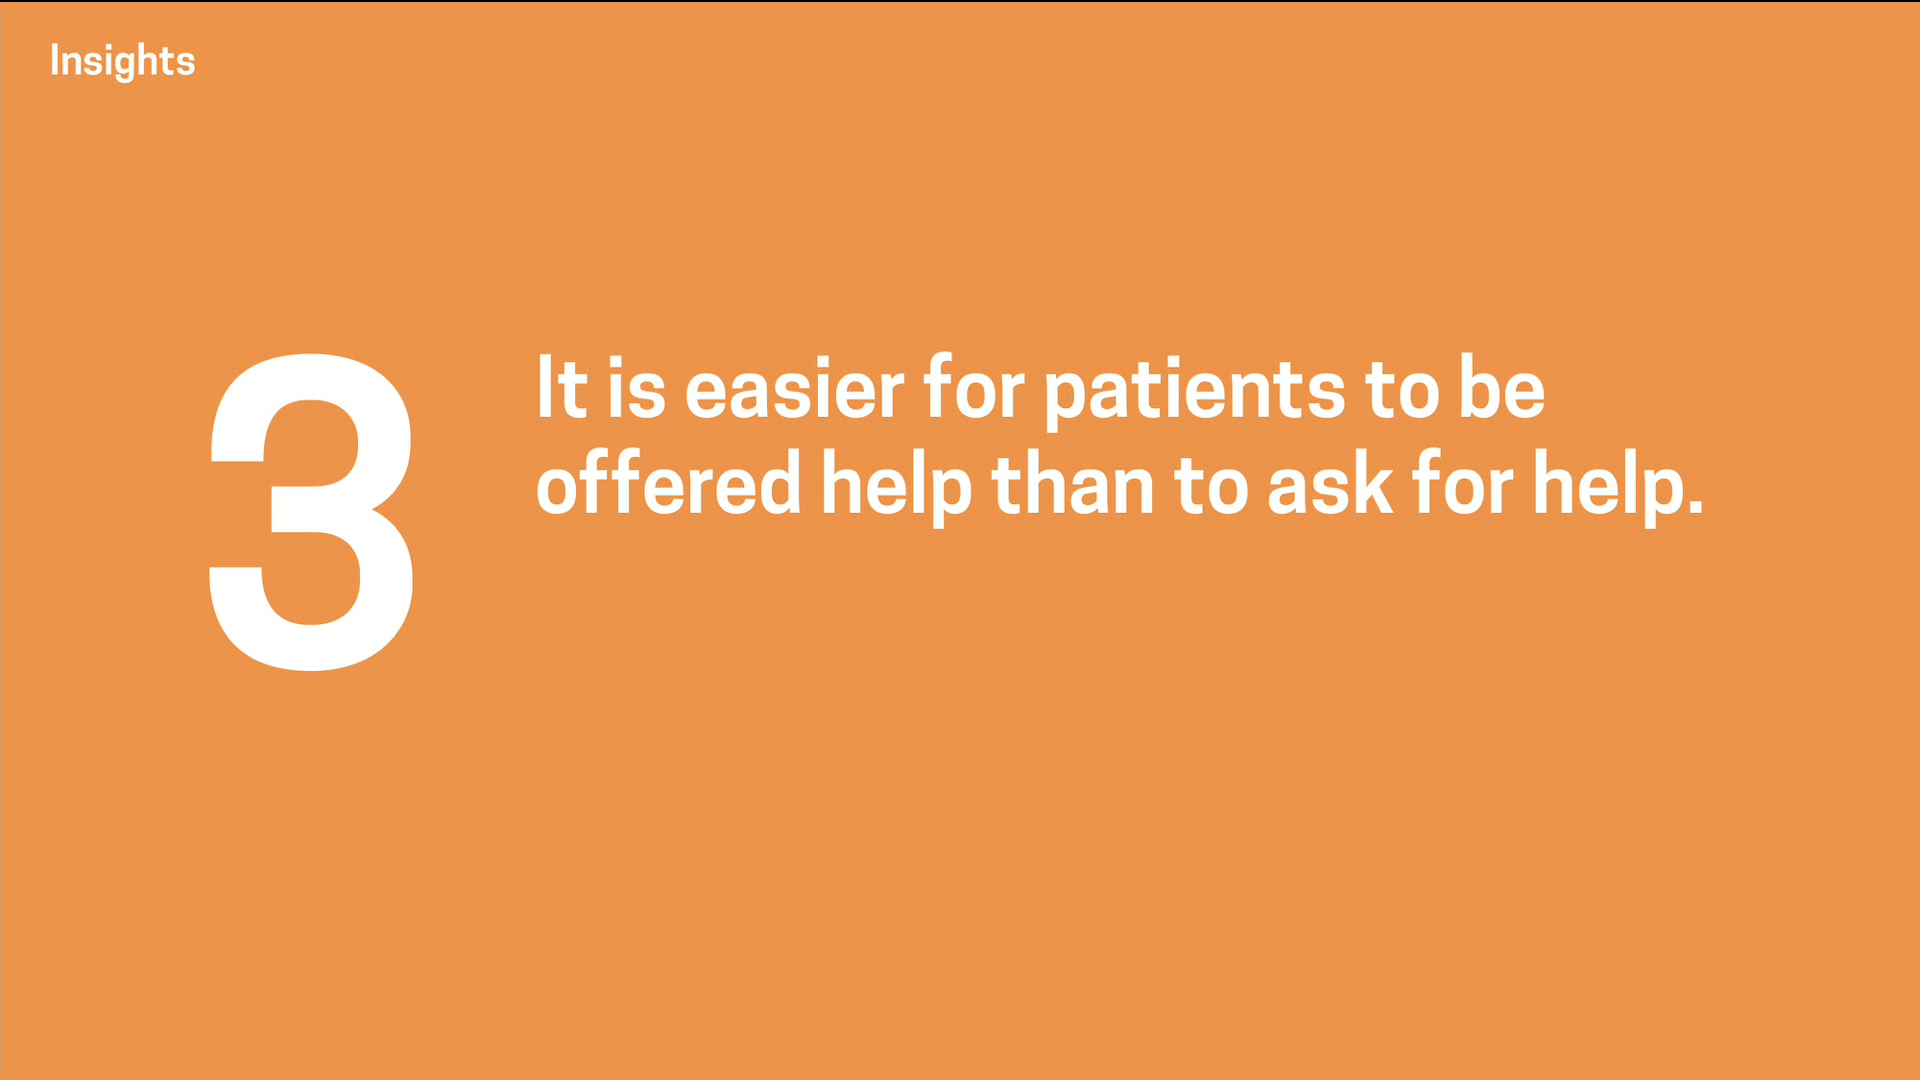 Insights
3
It is easier for patients to be
offered help than to ask for help.